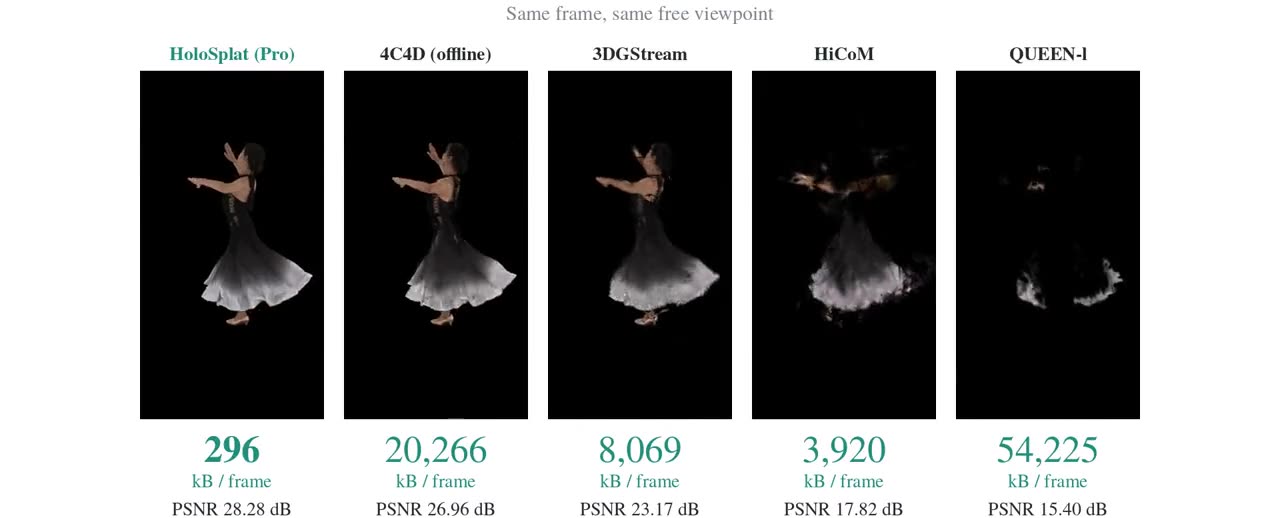 Same frame, same free viewpoint
HoloSplat (Pro) 4C4D (offline) 3DGStream HiCoM QUEEN-l
296 20,266 8,069 3,920 54,225
kB / frame kB / frame kB / frame kB / frame kB / frame
PSNR 28.28 dB PSNR 26.96 dB PSNR 23.17 dB PSNR 17.82 dB PSNR 15.40 dB